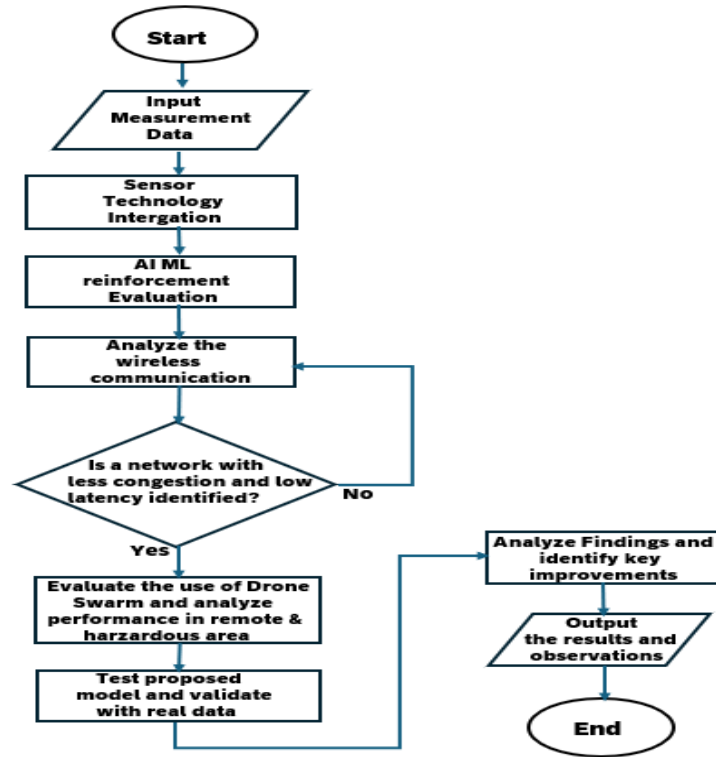 Start
Input
Measurement
Data
Sensor
Technology
Intergation
AI ML
reinforcement
Evaluation
Analyze the
wireless
communication
Is a network with
less congestion and low
latency identified?
No
Yes
Evaluate the use of Drone
Swarm and analyze
performance in remote &
harzardous area
Test proposed
model and validate
with real data
Analyze Findings and
identify key
improvements
Output
the results and
observations
End